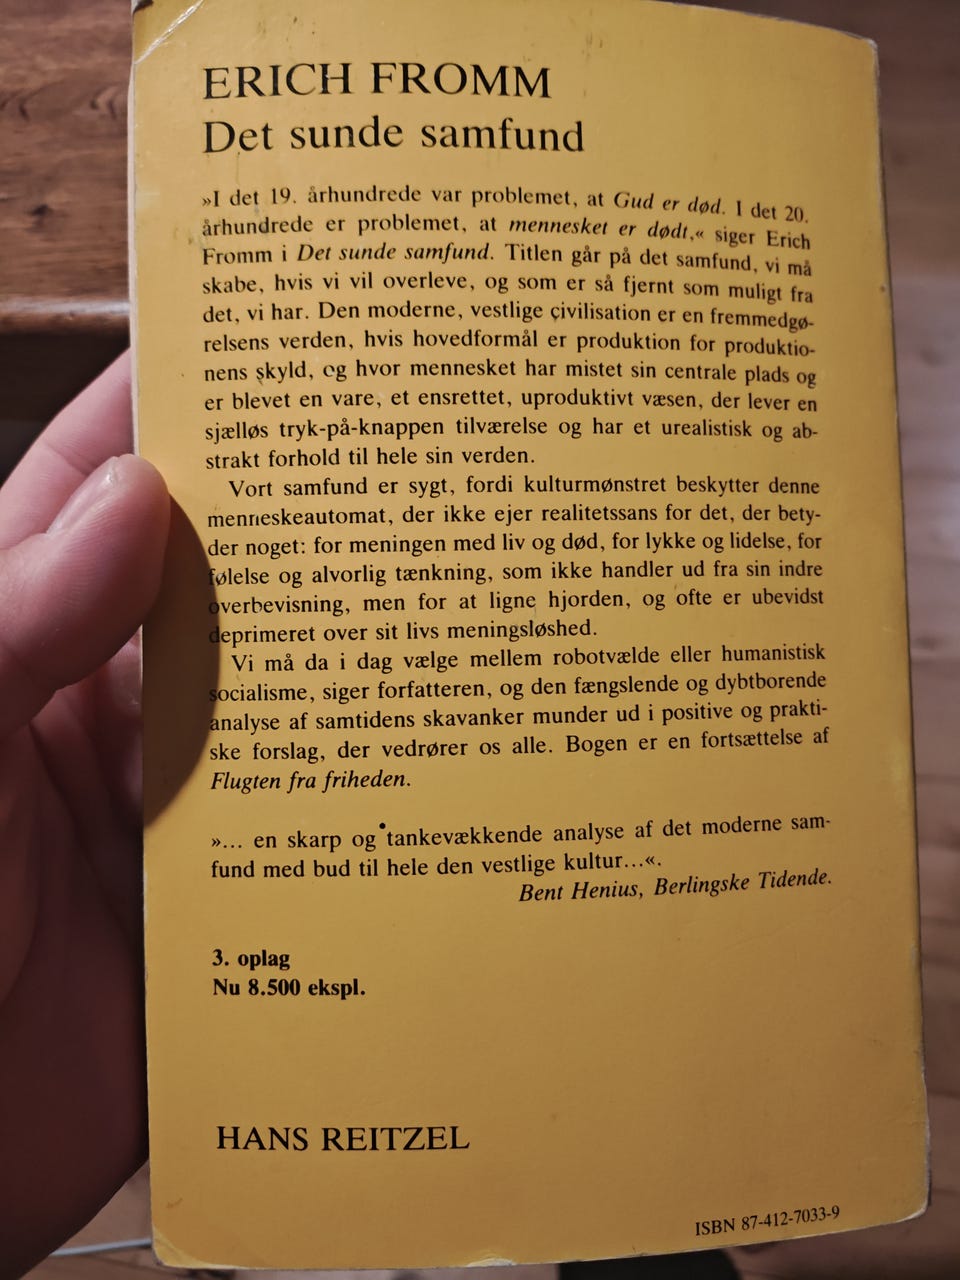 ERICH FROMM
Det sunde samfund
»I det 19. århundrede var problemet, at Gud er død. I det 20.
århundrede er problemet, at mennesket er dødt,« siger Erich
Fromm i Det sunde samfund. Titlen går på det samfund, vi må
skabe, hvis vi vil overleve, og som er så fjernt som muligt fra
det, vi har. Den moderne, vestlige civilisation er en fremmedgø-
relsens verden, hvis hovedformål er produktion for produktio-
nens skyld, og hvor mennesket har mistet sin centrale plads og
er blevet en vare, et ensrettet, uproduktivt væsen, der lever en
sjælløs tryk-på-knappen tilværelse og har et urealistisk og ab-
strakt forhold til hele sin verden.
Vort samfund er sygt, fordi kulturmønstret beskytter denne
menneskeautomat, der ikke ejer realitetssans for det, der bety-
der noget: for meningen med liv og død, for lykke og lidelse, for
følelse og alvorlig tænkning, som ikke handler ud fra sin indre
overbevisning, men for at ligne hjorden, og ofte er ubevidst
deprimeret over sit livs meningsløshed.
Vi må da i dag vælge mellem robotvælde eller humanistisk
socialisme, siger forfatteren, og den fængslende og dybtborende
analyse af samtidens skavanker munder ud i positive og prakti-
ske forslag, der vedrører os alle. Bogen er en fortsættelse af
Flugten fra friheden.
»... en skarp og tankevækkende analyse af det moderne sam-
fund med bud til hele den vestlige kultur...«.
Bent Henius, Berlingske Tidende.
3. oplag
Nu 8.500 ekspl.
HANS REITZEL
ISBN 87-412-7033-9